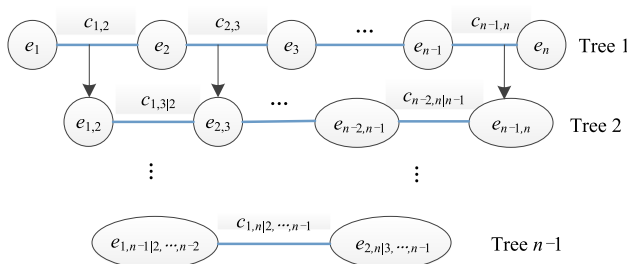 c1,2 c2,3 ... cn−1,n
e1 e2 e3 en−1 en Tree 1
c1,3|2 ... cn−2,n|n−1
e1,2 e2,3 en−2,n−1 en−1,n Tree 2
⋮ ⋮
c1,n|2,⋯,n−1
e1,n−1|2,⋯,n−2 e2,n|3,⋯,n−1 Tree n−1